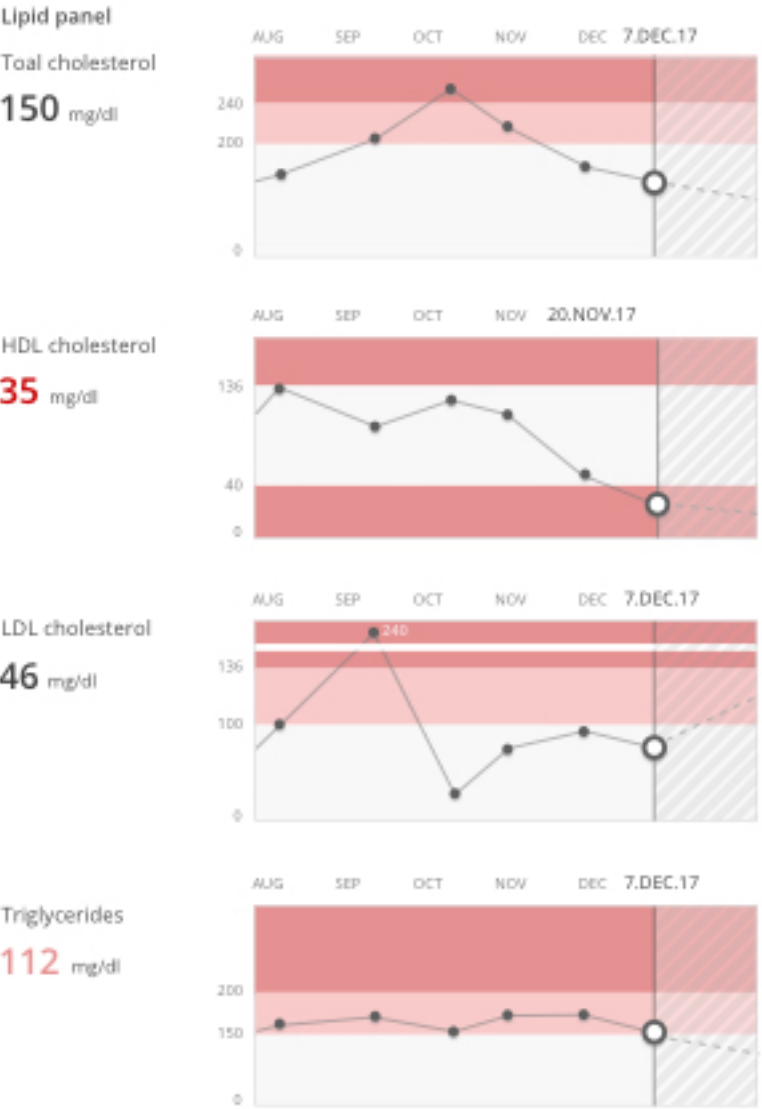 Lipid panel
AUG SEP OCT NOV DEC 7.DEC.17
Toal cholesterol
150 mg/dl
240
200
0
AUG SEP OCT NOV 20.NOV.17
HDL cholesterol
35 mg/dl
136
40
0
AUG SEP OCT NOV DEC 7.DEC.17
LDL cholesterol
46 mg/dl
240
136
100
0
AUG SEP OCT NOV DEC 7.DEC.17
Triglycerides
112 mg/dl
200
150
0